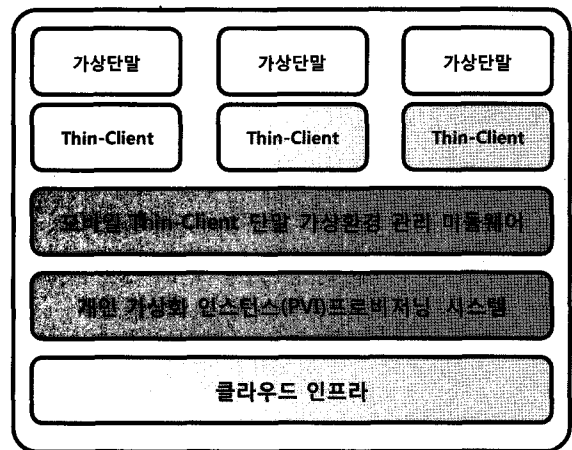 가상단말 가상단말 가상단말
Thin-Client Thin-Client Thin-Client
모바일 Thin-Client 단말 가상환경 관리 미들웨어
개인 가상화 인스턴스(PVI)프로비저닝 시스템
클라우드 인프라